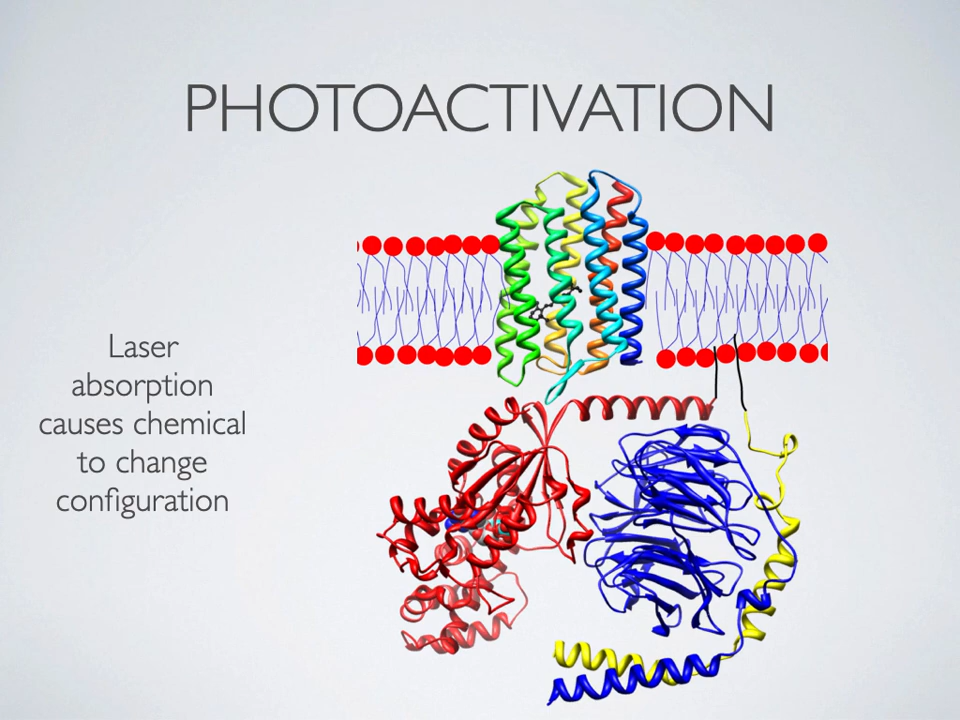 PHOTOACTIVATION
Laser
absorption
causes chemical
to change
configuration